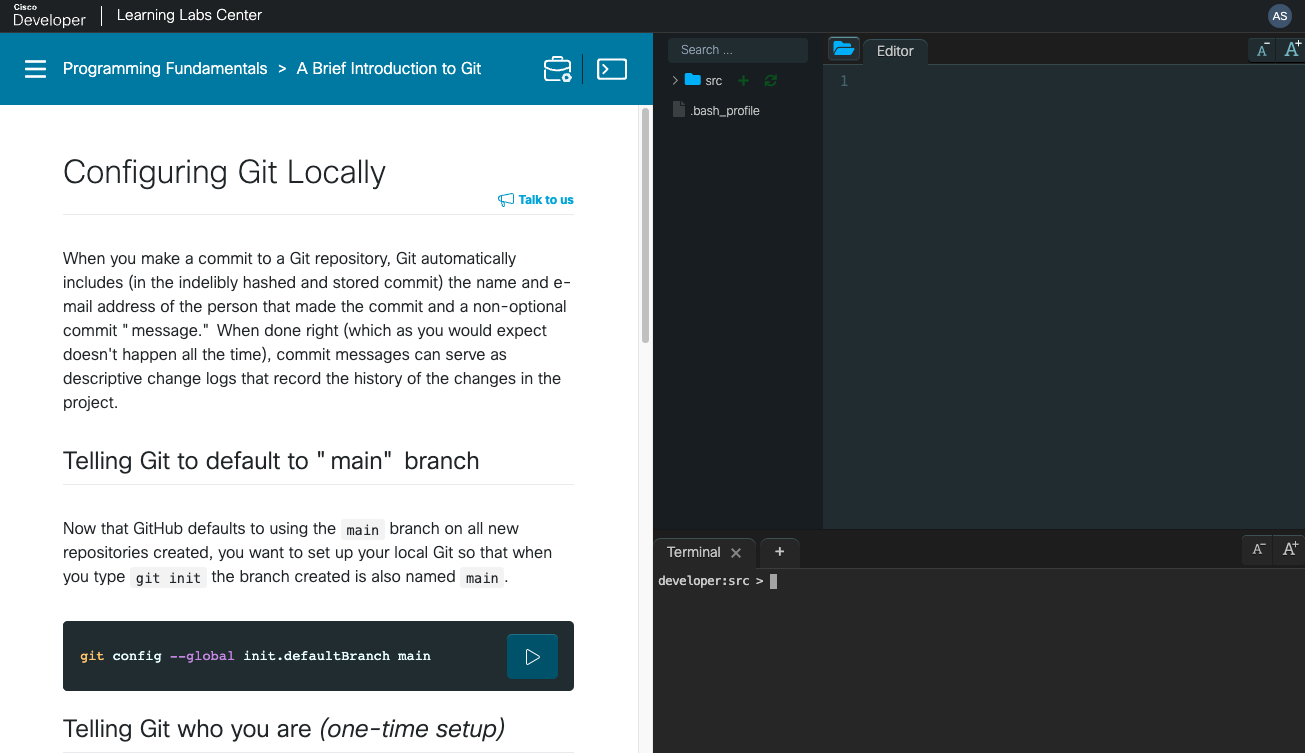 Cisco
Developer
Learning Labs Center
AS
Programming Fundamentals > A Brief Introduction to Git
Configuring Git Locally
Talk to us
When you make a commit to a Git repository, Git automatically
includes (in the indelibly hashed and stored commit) the name and e-
mail address of the person that made the commit and a non-optional
commit "message." When done right (which as you would expect
doesn't happen all the time), commit messages can serve as
descriptive change logs that record the history of the changes in the
project.
Telling Git to default to "main" branch
Now that GitHub defaults to using the main branch on all new
repositories created, you want to set up your local Git so that when
you type git init the branch created is also named main.
git config --global init.defaultBranch main
Telling Git who you are (one-time setup)
Search ...
src
.bash_profile
Editor
A- A+
1
Terminal
+
A- A+
developer:src >